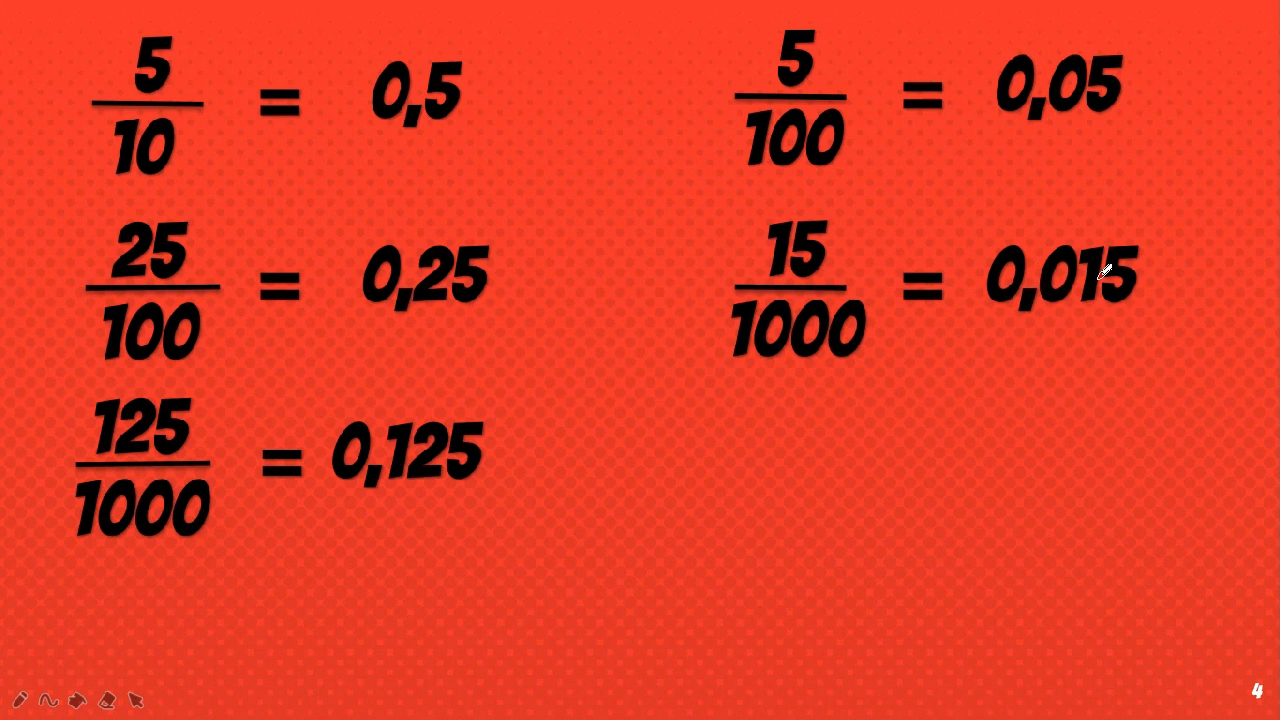 5/10 = 0,5
25/100 = 0,25
125/1000 = 0,125
5/100 = 0,05
15/1000 = 0,015
4